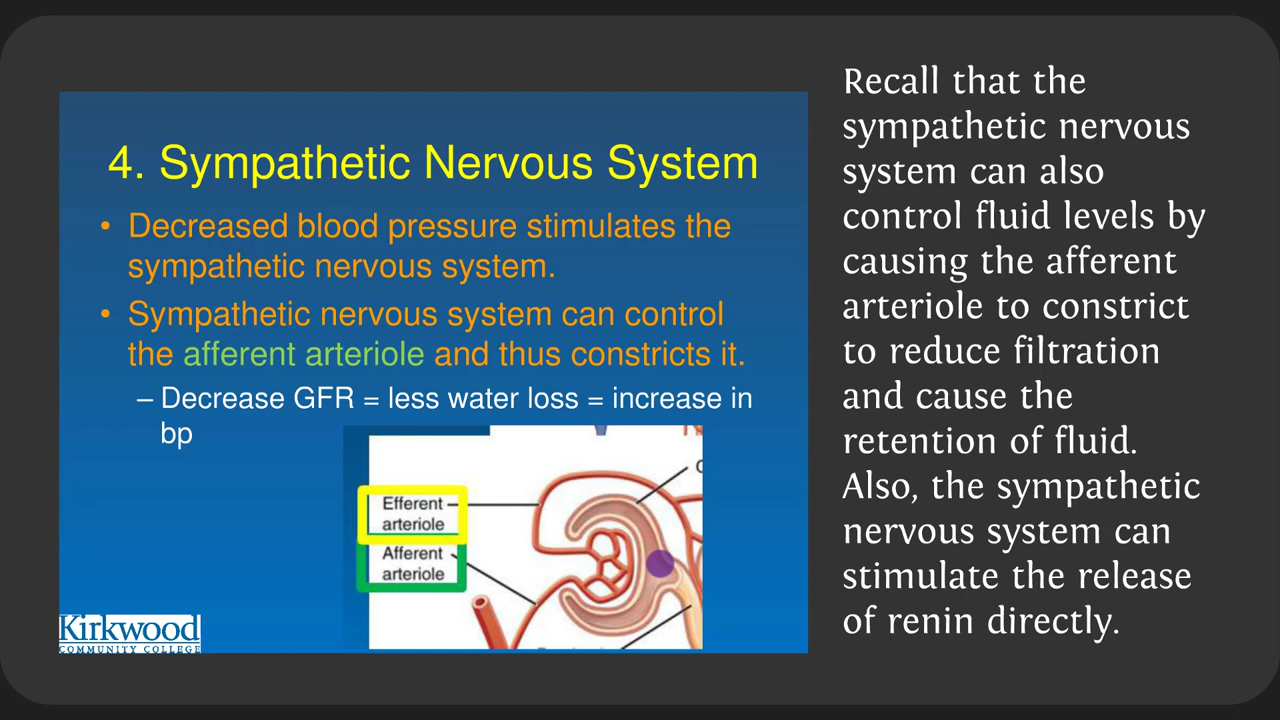 4. Sympathetic Nervous System
• Decreased blood pressure stimulates the
sympathetic nervous system.
• Sympathetic nervous system can control
the afferent arteriole and thus constricts it.
– Decrease GFR = less water loss = increase in
bp
Efferent
arteriole
Afferent
arteriole
Kirkwood
COMMUNITY COLLEGE
Recall that the
sympathetic nervous
system can also
control fluid levels by
causing the afferent
arteriole to constrict
to reduce filtration
and cause the
retention of fluid.
Also, the sympathetic
nervous system can
stimulate the release
of renin directly.